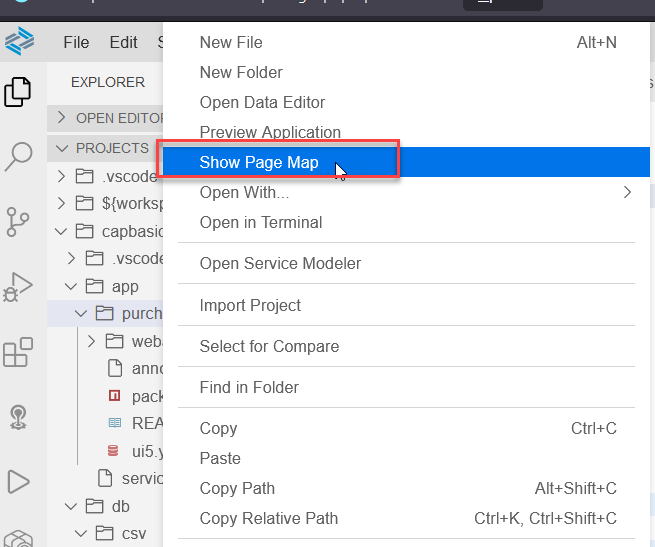 File Edit
EXPLORER
OPEN EDITOR
PROJECTS
.vscode
${worksp
capbasic
.vscode
app
purch
weba
anno
pack
READ
ui5.y
service
db
csv
New File Alt+N
New Folder
Open Data Editor
Preview Application
Show Page Map
Open With...
Open in Terminal
Open Service Modeler
Import Project
Select for Compare
Find in Folder
Copy Ctrl+C
Paste
Copy Path Alt+Shift+C
Copy Relative Path Ctrl+K, Ctrl+Shift+C